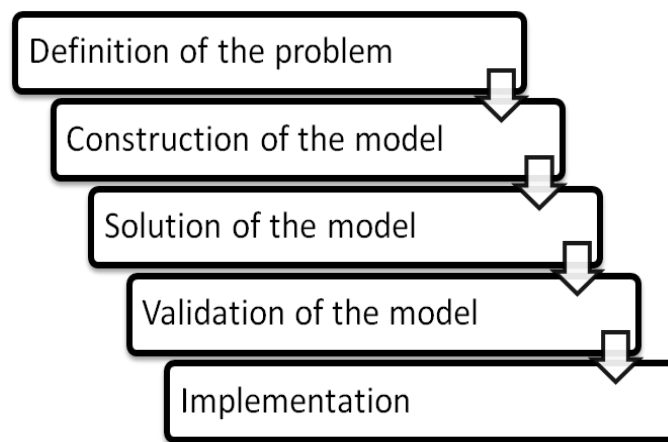 Definition of the problem
Construction of the model
Solution of the model
Validation of the model
Implementation